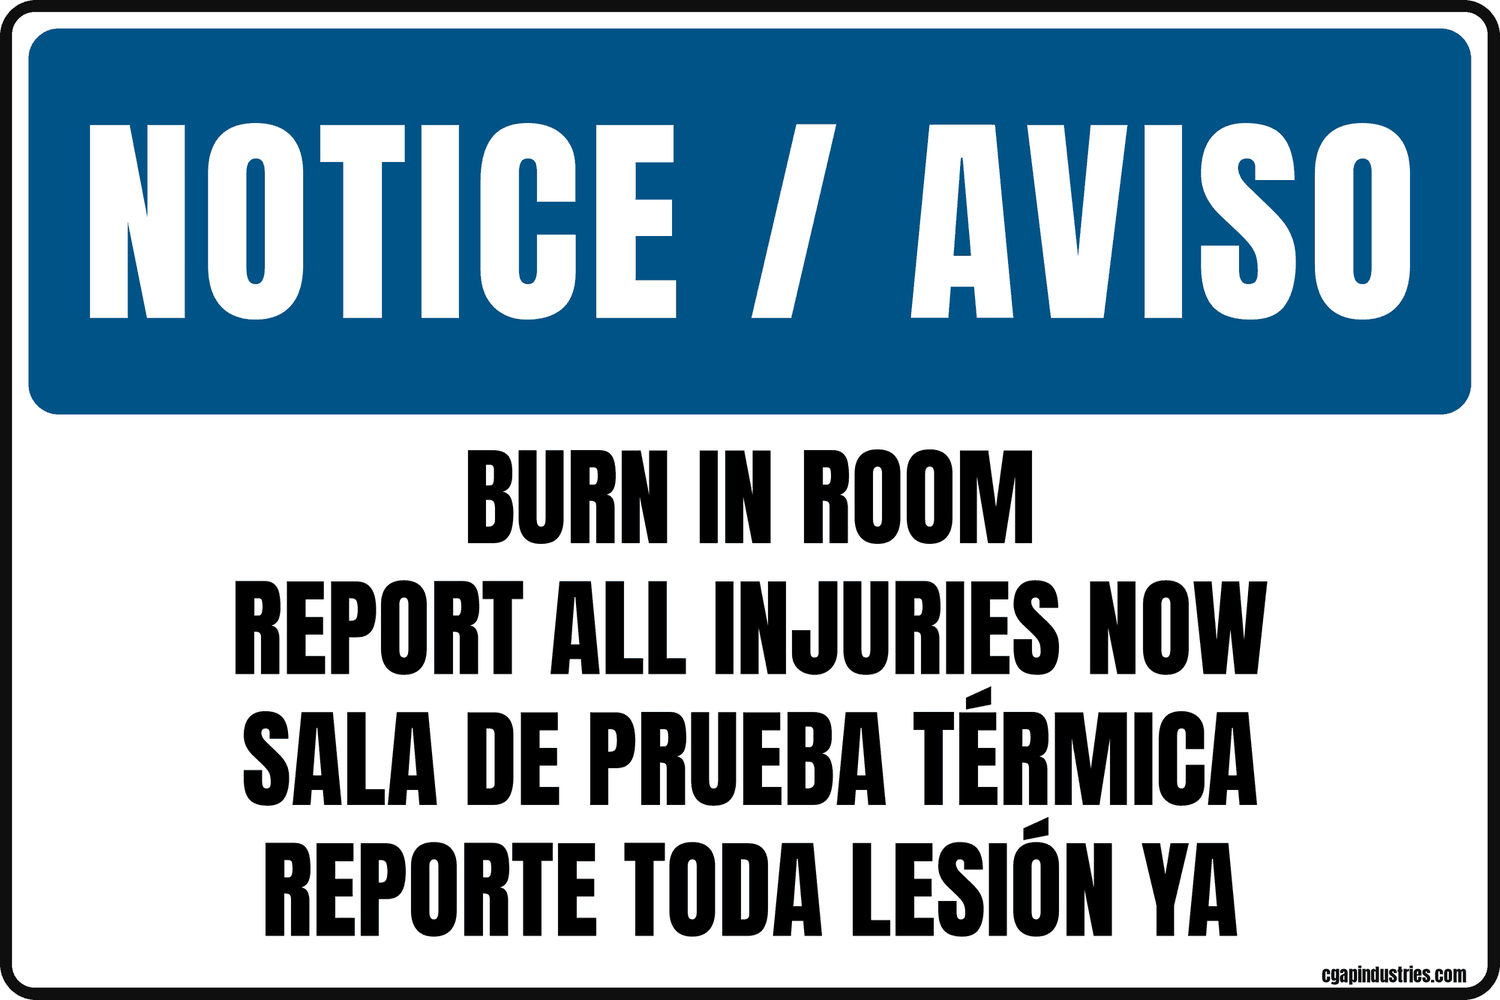 NOTICE / AVISO
BURN IN ROOM
REPORT ALL INJURIES NOW
SALA DE PRUEBA TÉRMICA
REPORTE TODA LESIÓN YA
cgapindustries.com